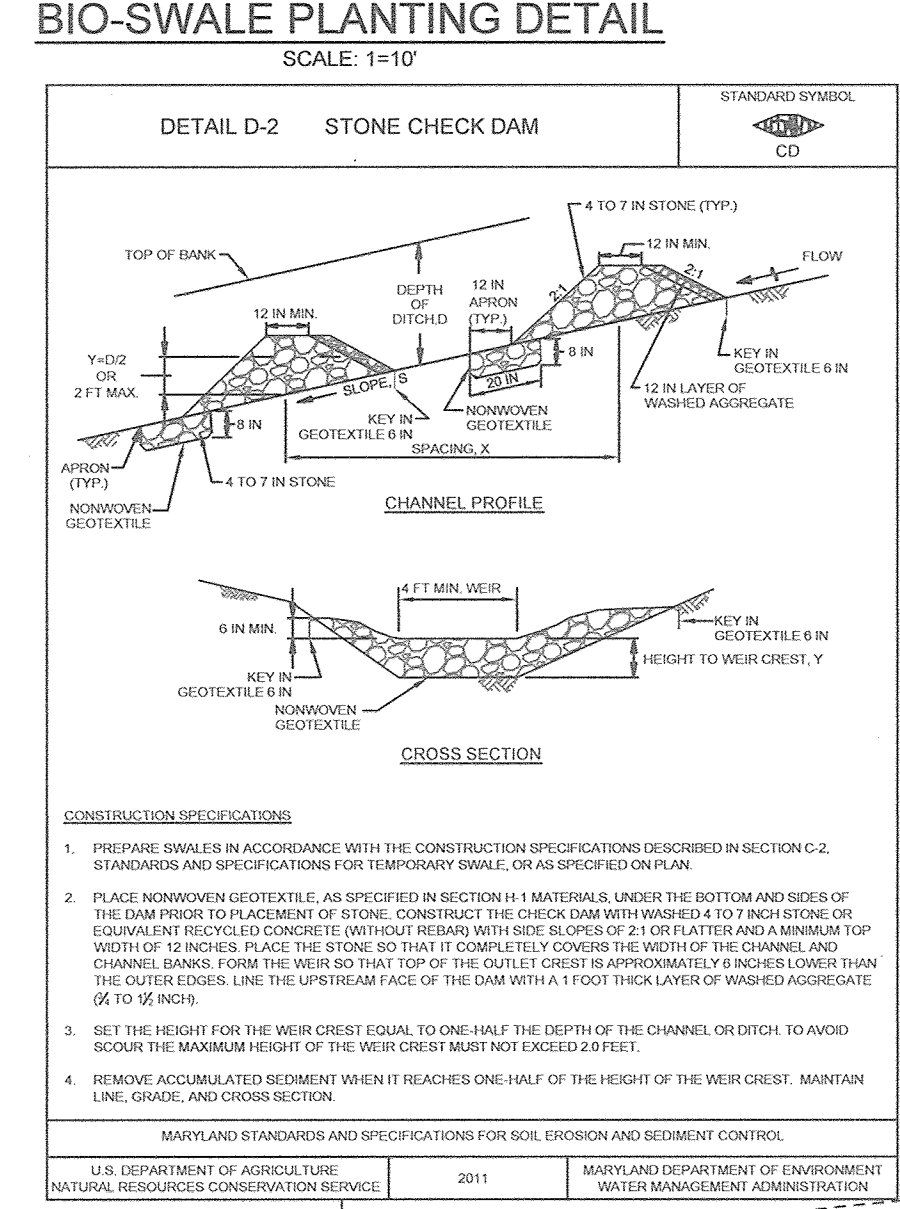 BIO-SWALE PLANTING DETAIL
SCALE: 1=10'
DETAIL D-2 STONE CHECK DAM
STANDARD SYMBOL
CD
4 TO 7 IN STONE (TYP.)
12 IN MIN.
FLOW
TOP OF BANK
2:1
2:1
DEPTH
OF
DITCH,D
12 IN
APRON
(TYP.)
12 IN MIN.
Y=D/2
OR
2 FT MAX.
8 IN
KEY IN
GEOTEXTILE 6 IN
20 IN
12 IN LAYER OF
WASHED AGGREGATE
SLOPE, S
NONWOVEN
GEOTEXTILE
KEY IN
GEOTEXTILE 6 IN
8 IN
SPACING, X
APRON
(TYP.)
4 TO 7 IN STONE
NONWOVEN
GEOTEXTILE
CHANNEL PROFILE
4 FT MIN. WEIR
6 IN MIN.
KEY IN
GEOTEXTILE 6 IN
HEIGHT TO WEIR CREST, Y
KEY IN
GEOTEXTILE 6 IN
NONWOVEN
GEOTEXTILE
CROSS SECTION
CONSTRUCTION SPECIFICATIONS
1. PREPARE SWALES IN ACCORDANCE WITH THE CONSTRUCTION SPECIFICATIONS DESCRIBED IN SECTION C-2,
STANDARDS AND SPECIFICATIONS FOR TEMPORARY SWALE, OR AS SPECIFIED ON PLAN.
2. PLACE NONWOVEN GEOTEXTILE, AS SPECIFIED IN SECTION H-1 MATERIALS, UNDER THE BOTTOM AND SIDES OF
THE DAM PRIOR TO PLACEMENT OF STONE. CONSTRUCT THE CHECK DAM WITH WASHED 4 TO 7 INCH STONE OR
EQUIVALENT RECYCLED CONCRETE (WITHOUT REBAR) WITH SIDE SLOPES OF 2:1 OR FLATTER AND A MINIMUM TOP
WIDTH OF 12 INCHES. PLACE THE STONE SO THAT IT COMPLETELY COVERS THE WIDTH OF THE CHANNEL AND
CHANNEL BANKS. FORM THE WEIR SO THAT TOP OF THE OUTLET CREST IS APPROXIMATELY 6 INCHES LOWER THAN
THE OUTER EDGES. LINE THE UPSTREAM FACE OF THE DAM WITH A 1 FOOT THICK LAYER OF WASHED AGGREGATE
(¾ TO 1½ INCH).
3. SET THE HEIGHT FOR THE WEIR CREST EQUAL TO ONE-HALF THE DEPTH OF THE CHANNEL OR DITCH. TO AVOID
SCOUR THE MAXIMUM HEIGHT OF THE WEIR CREST MUST NOT EXCEED 2.0 FEET.
4. REMOVE ACCUMULATED SEDIMENT WHEN IT REACHES ONE-HALF OF THE HEIGHT OF THE WEIR CREST. MAINTAIN
LINE, GRADE, AND CROSS SECTION.
MARYLAND STANDARDS AND SPECIFICATIONS FOR SOIL EROSION AND SEDIMENT CONTROL
U.S. DEPARTMENT OF AGRICULTURE
NATURAL RESOURCES CONSERVATION SERVICE
2011
MARYLAND DEPARTMENT OF ENVIRONMENT
WATER MANAGEMENT ADMINISTRATION